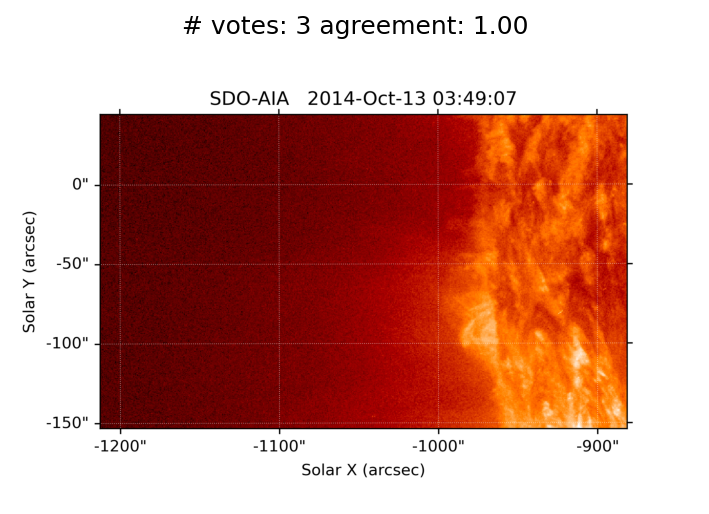 # votes: 3 agreement: 1.00
SDO-AIA   2014-Oct-13 03:49:07
0"
-50"
-100"
-150"
Solar Y (arcsec)
-1200"
-1100"
-1000"
-900"
Solar X (arcsec)